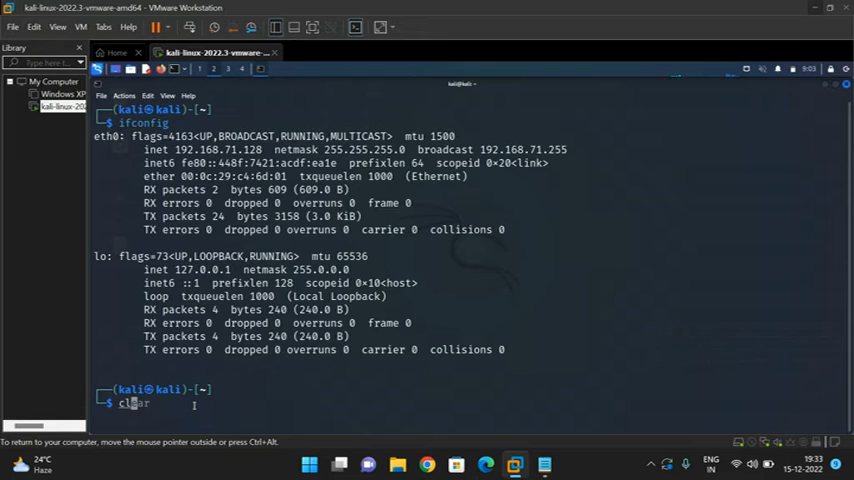 kali-linux-2022.3-vmware-amd64 - VMware Workstation
File Edit View VM Tabs Help
Library
Type here t...
My Computer
Windows XP
kali-linux-202
Home
kali-linux-2022.3-vmware-...
1 2 3 4
9:03
kali@kali: ~
File Actions Edit View Help
(kali㉿kali)-[~]
$ ifconfig
eth0: flags=4163<UP,BROADCAST,RUNNING,MULTICAST> mtu 1500
inet 192.168.71.128 netmask 255.255.255.0 broadcast 192.168.71.255
inet6 fe80::448f:7421:acdf:ea1e prefixlen 64 scopeid 0×20<link>
ether 00:0c:29:c4:6d:01 txqueuelen 1000 (Ethernet)
RX packets 2 bytes 609 (609.0 B)
RX errors 0 dropped 0 overruns 0 frame 0
TX packets 24 bytes 3158 (3.0 KiB)
TX errors 0 dropped 0 overruns 0 carrier 0 collisions 0
lo: flags=73<UP,LOOPBACK,RUNNING> mtu 65536
inet 127.0.0.1 netmask 255.0.0.0
inet6 ::1 prefixlen 128 scopeid 0×10<host>
loop txqueuelen 1000 (Local Loopback)
RX packets 4 bytes 240 (240.0 B)
RX errors 0 dropped 0 overruns 0 frame 0
TX packets 4 bytes 240 (240.0 B)
TX errors 0 dropped 0 overruns 0 carrier 0 collisions 0
(kali㉿kali)-[~]
$ clear
To return to your computer, move the mouse pointer outside or press Ctrl+Alt.
24°C
Haze
ENG
IN
19:33
15-12-2022